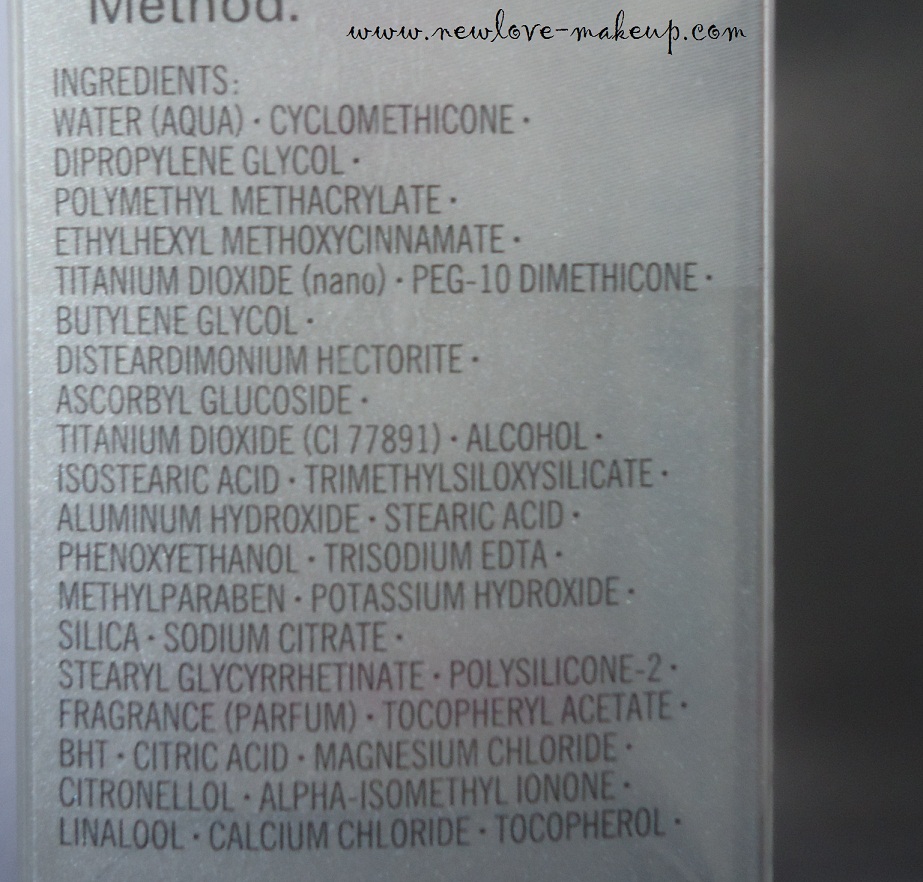 Method.
www.newlove-makeup.com
INGREDIENTS:
WATER (AQUA) · CYCLOMETHICONE ·
DIPROPYLENE GLYCOL ·
POLYMETHYL METHACRYLATE ·
ETHYLHEXYL METHOXYCINNAMATE ·
TITANIUM DIOXIDE (nano) · PEG-10 DIMETHICONE ·
BUTYLENE GLYCOL ·
DISTEARDIMONIUM HECTORITE ·
ASCORBYL GLUCOSIDE ·
TITANIUM DIOXIDE (CI 77891) · ALCOHOL ·
ISOSTEARIC ACID · TRIMETHYLSILOXYSILICATE ·
ALUMINUM HYDROXIDE · STEARIC ACID ·
PHENOXYETHANOL · TRISODIUM EDTA ·
METHYLPARABEN · POTASSIUM HYDROXIDE ·
SILICA · SODIUM CITRATE ·
STEARYL GLYCYRRHETINATE · POLYSILICONE-2 ·
FRAGRANCE (PARFUM) · TOCOPHERYL ACETATE ·
BHT · CITRIC ACID · MAGNESIUM CHLORIDE ·
CITRONELLOL · ALPHA-ISOMETHYL IONONE ·
LINALOOL · CALCIUM CHLORIDE · TOCOPHEROL ·